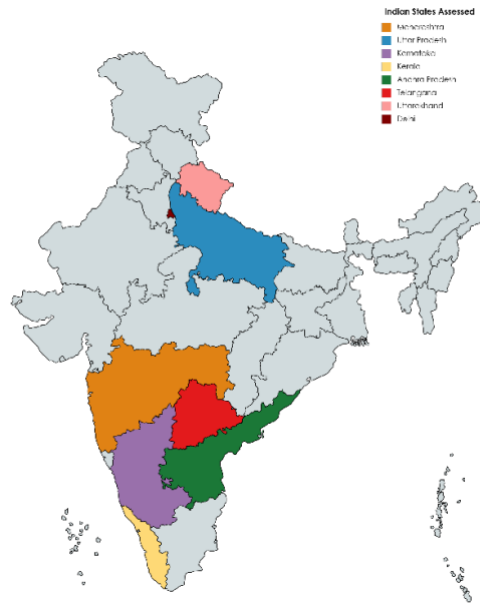 Indian States Assessed
Maharashtra
Uttar Pradesh
Karnataka
Kerala
Andhra Pradesh
Telangana
Uttarakhand
Delhi